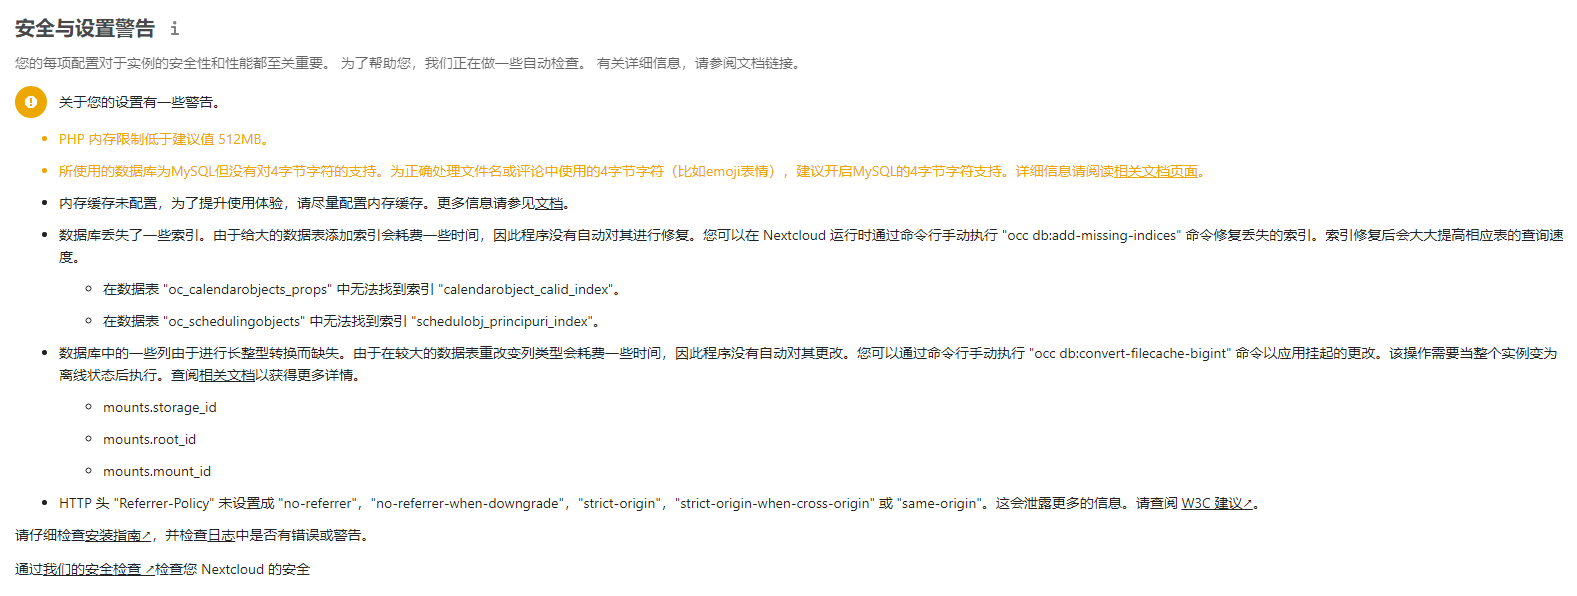 安全与设置警告 i
您的每项配置对于实例的安全性和性能都至关重要。 为了帮助您，我们正在做一些自动检查。 有关详细信息，请参阅文档链接。
关于您的设置有一些警告。
PHP 内存限制低于建议值 512MB。
所使用的数据库为MySQL但没有对4字节字符的支持。为正确处理文件名或评论中使用的4字节字符（比如emoji表情），建议开启MySQL的4字节字符支持。详细信息请阅读相关文档页面。
内存缓存未配置，为了提升使用体验，请尽量配置内存缓存。更多信息请参见文档。
数据库丢失了一些索引。由于给大的数据表添加索引会耗费一些时间，因此程序没有自动对其进行修复。您可以在 Nextcloud 运行时通过命令行手动执行 "occ db:add-missing-indices" 命令修复丢失的索引。索引修复后会大大提高相应表的查询速
度。
在数据表 "oc_calendarobjects_props" 中无法找到索引 "calendarobject_calid_index"。
在数据表 "oc_schedulingobjects" 中无法找到索引 "schedulobj_principuri_index"。
数据库中的一些列由于进行长整型转换而缺失。由于在较大的数据表重改变列类型会耗费一些时间，因此程序没有自动对其更改。您可以通过命令行手动执行 "occ db:convert-filecache-bigint" 命令以应用挂起的更改。该操作需要当整个实例变为
离线状态后执行。查阅相关文档以获得更多详情。
mounts.storage_id
mounts.root_id
mounts.mount_id
HTTP 头 "Referrer-Policy" 未设置成 "no-referrer"，"no-referrer-when-downgrade"，"strict-origin"，"strict-origin-when-cross-origin" 或 "same-origin"。这会泄露更多的信息。请查阅 W3C 建议↗。
请仔细检查安装指南↗，并检查日志中是否有错误或警告。
通过我们的安全检查 ↗检查您 Nextcloud 的安全